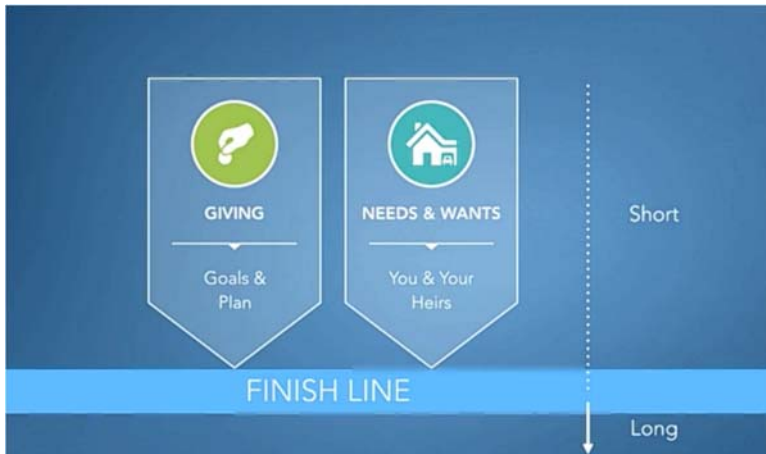 GIVING
Goals &
Plan
NEEDS & WANTS
You & Your
Heirs
Short
FINISH LINE
Long